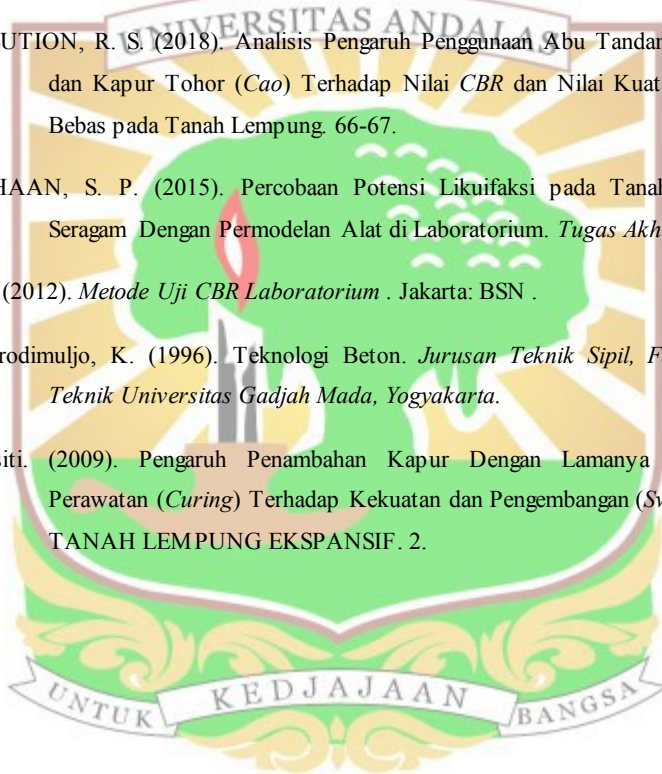 UNIVERSITAS ANDALAS
UTION, R. S. (2018). Analisis Pengaruh Penggunaan Abu Tandan
dan Kapur Tohor (Cao) Terhadap Nilai CBR dan Nilai Kuat
Bebas pada Tanah Lempung. 66-67.
HAAN, S. P. (2015). Percobaan Potensi Likuifaksi pada Tanah
Seragam Dengan Permodelan Alat di Laboratorium. Tugas Akh
(2012). Metode Uji CBR Laboratorium . Jakarta: BSN .
rodimuljo, K. (1996). Teknologi Beton. Jurusan Teknik Sipil, F
Teknik Universitas Gadjah Mada, Yogyakarta.
siti. (2009). Pengaruh Penambahan Kapur Dengan Lamanya
Perawatan (Curing) Terhadap Kekuatan dan Pengembangan (Sw
TANAH LEMPUNG EKSPANSIF. 2.
UNTUK KEDJAJAAN BANGSA